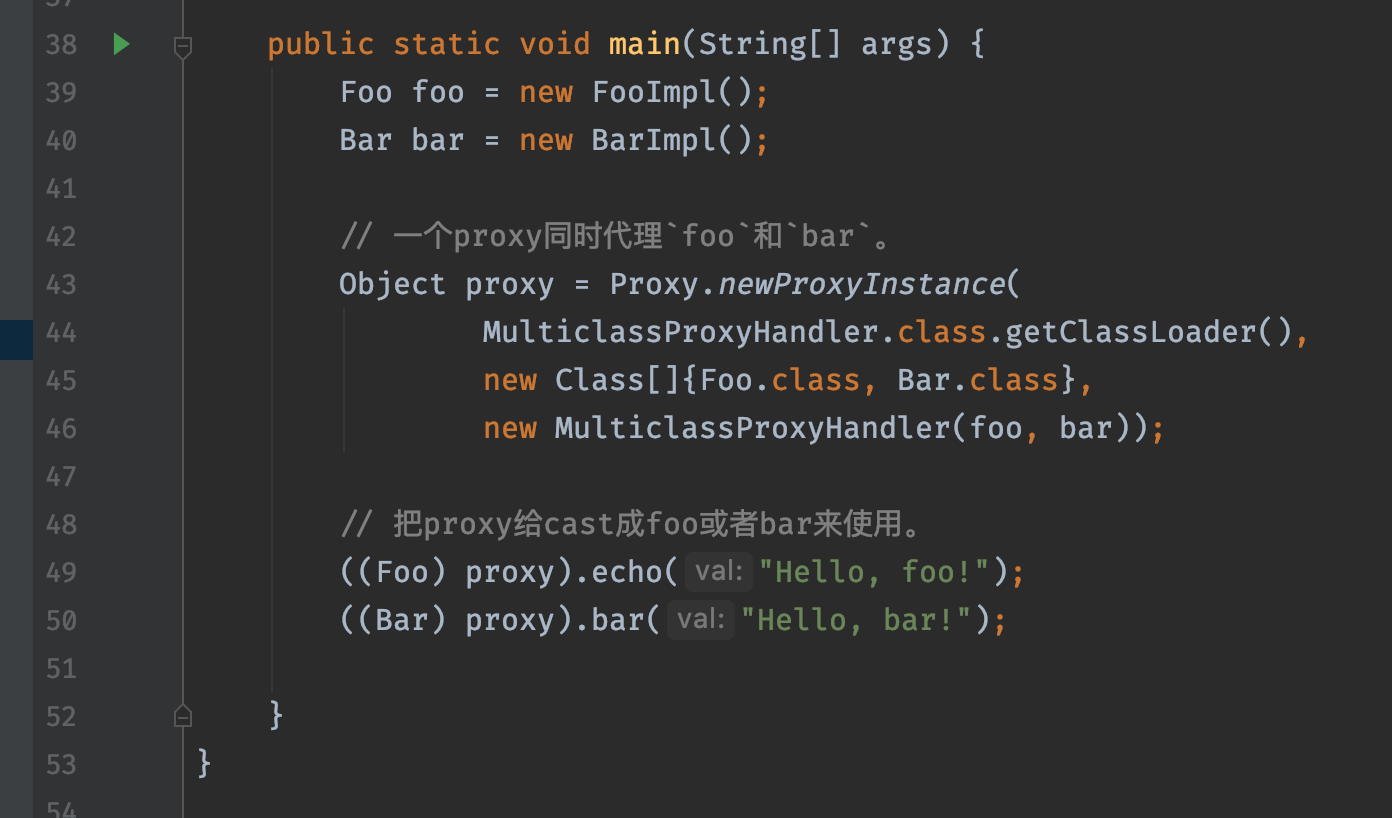 37
38 public static void main(String[] args) {
39 Foo foo = new FooImpl();
40 Bar bar = new BarImpl();
41
42 // 一个proxy同时代理`foo`和`bar`。
43 Object proxy = Proxy.newProxyInstance(
44 MulticlassProxyHandler.class.getClassLoader(),
45 new Class[]{Foo.class, Bar.class},
46 new MulticlassProxyHandler(foo, bar));
47
48 // 把proxy给cast成foo或者bar来使用。
49 ((Foo) proxy).echo( val: "Hello, foo!");
50 ((Bar) proxy).bar( val: "Hello, bar!");
51
52 }
53 }
54